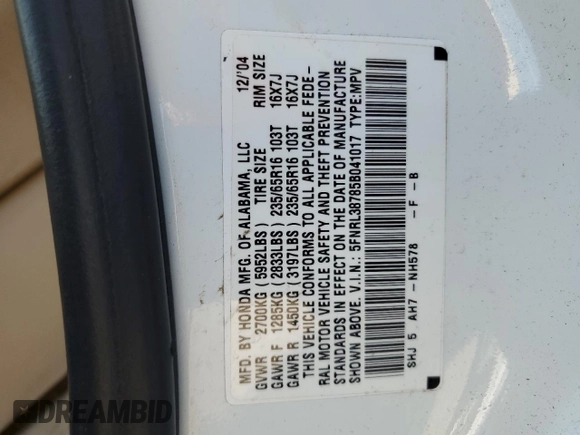 MFD. BY HONDA MFG. OF ALABAMA, LLC 12/'04
GVWR 2700KG (5952LBS) TIRE SIZE RIM SIZE
GAWR F 1285KG (2833LBS) 235/65R16 103T 16X7J
GAWR R 1450KG (3197LBS) 235/65R16 103T 16X7J
THIS VEHICLE CONFORMS TO ALL APPLICABLE FEDE-
RAL MOTOR VEHICLE SAFETY AND THEFT PREVENTION
STANDARDS IN EFFECT ON THE DATE OF MANUFACTURE
SHOWN ABOVE. V.I.N.: 5FNRL38785B041017 TYPE:MPV
SHJ 5 AH7 -NH578 -F -B
DREAMBID